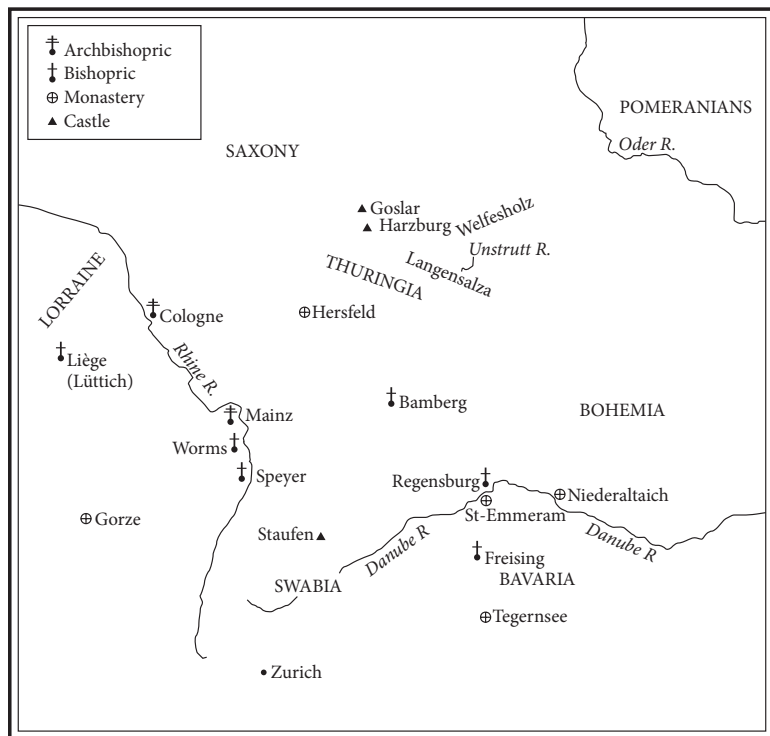 Archbishopric
Bishopric
Monastery
Castle
POMERANIANS
Oder R.
SAXONY
Goslar
Harzburg
Welfesholz
Unstrutt R.
Langensalza
THURINGIA
LORRAINE
Cologne
Hersfeld
Rhine R.
Liège
(Lüttich)
Bamberg
BOHEMIA
Mainz
Worms
Speyer
Regensburg
Niederaltaich
St-Emmeram
Gorze
Staufen
Danube R
Danube R
Freising
BAVARIA
SWABIA
Tegernsee
Zurich